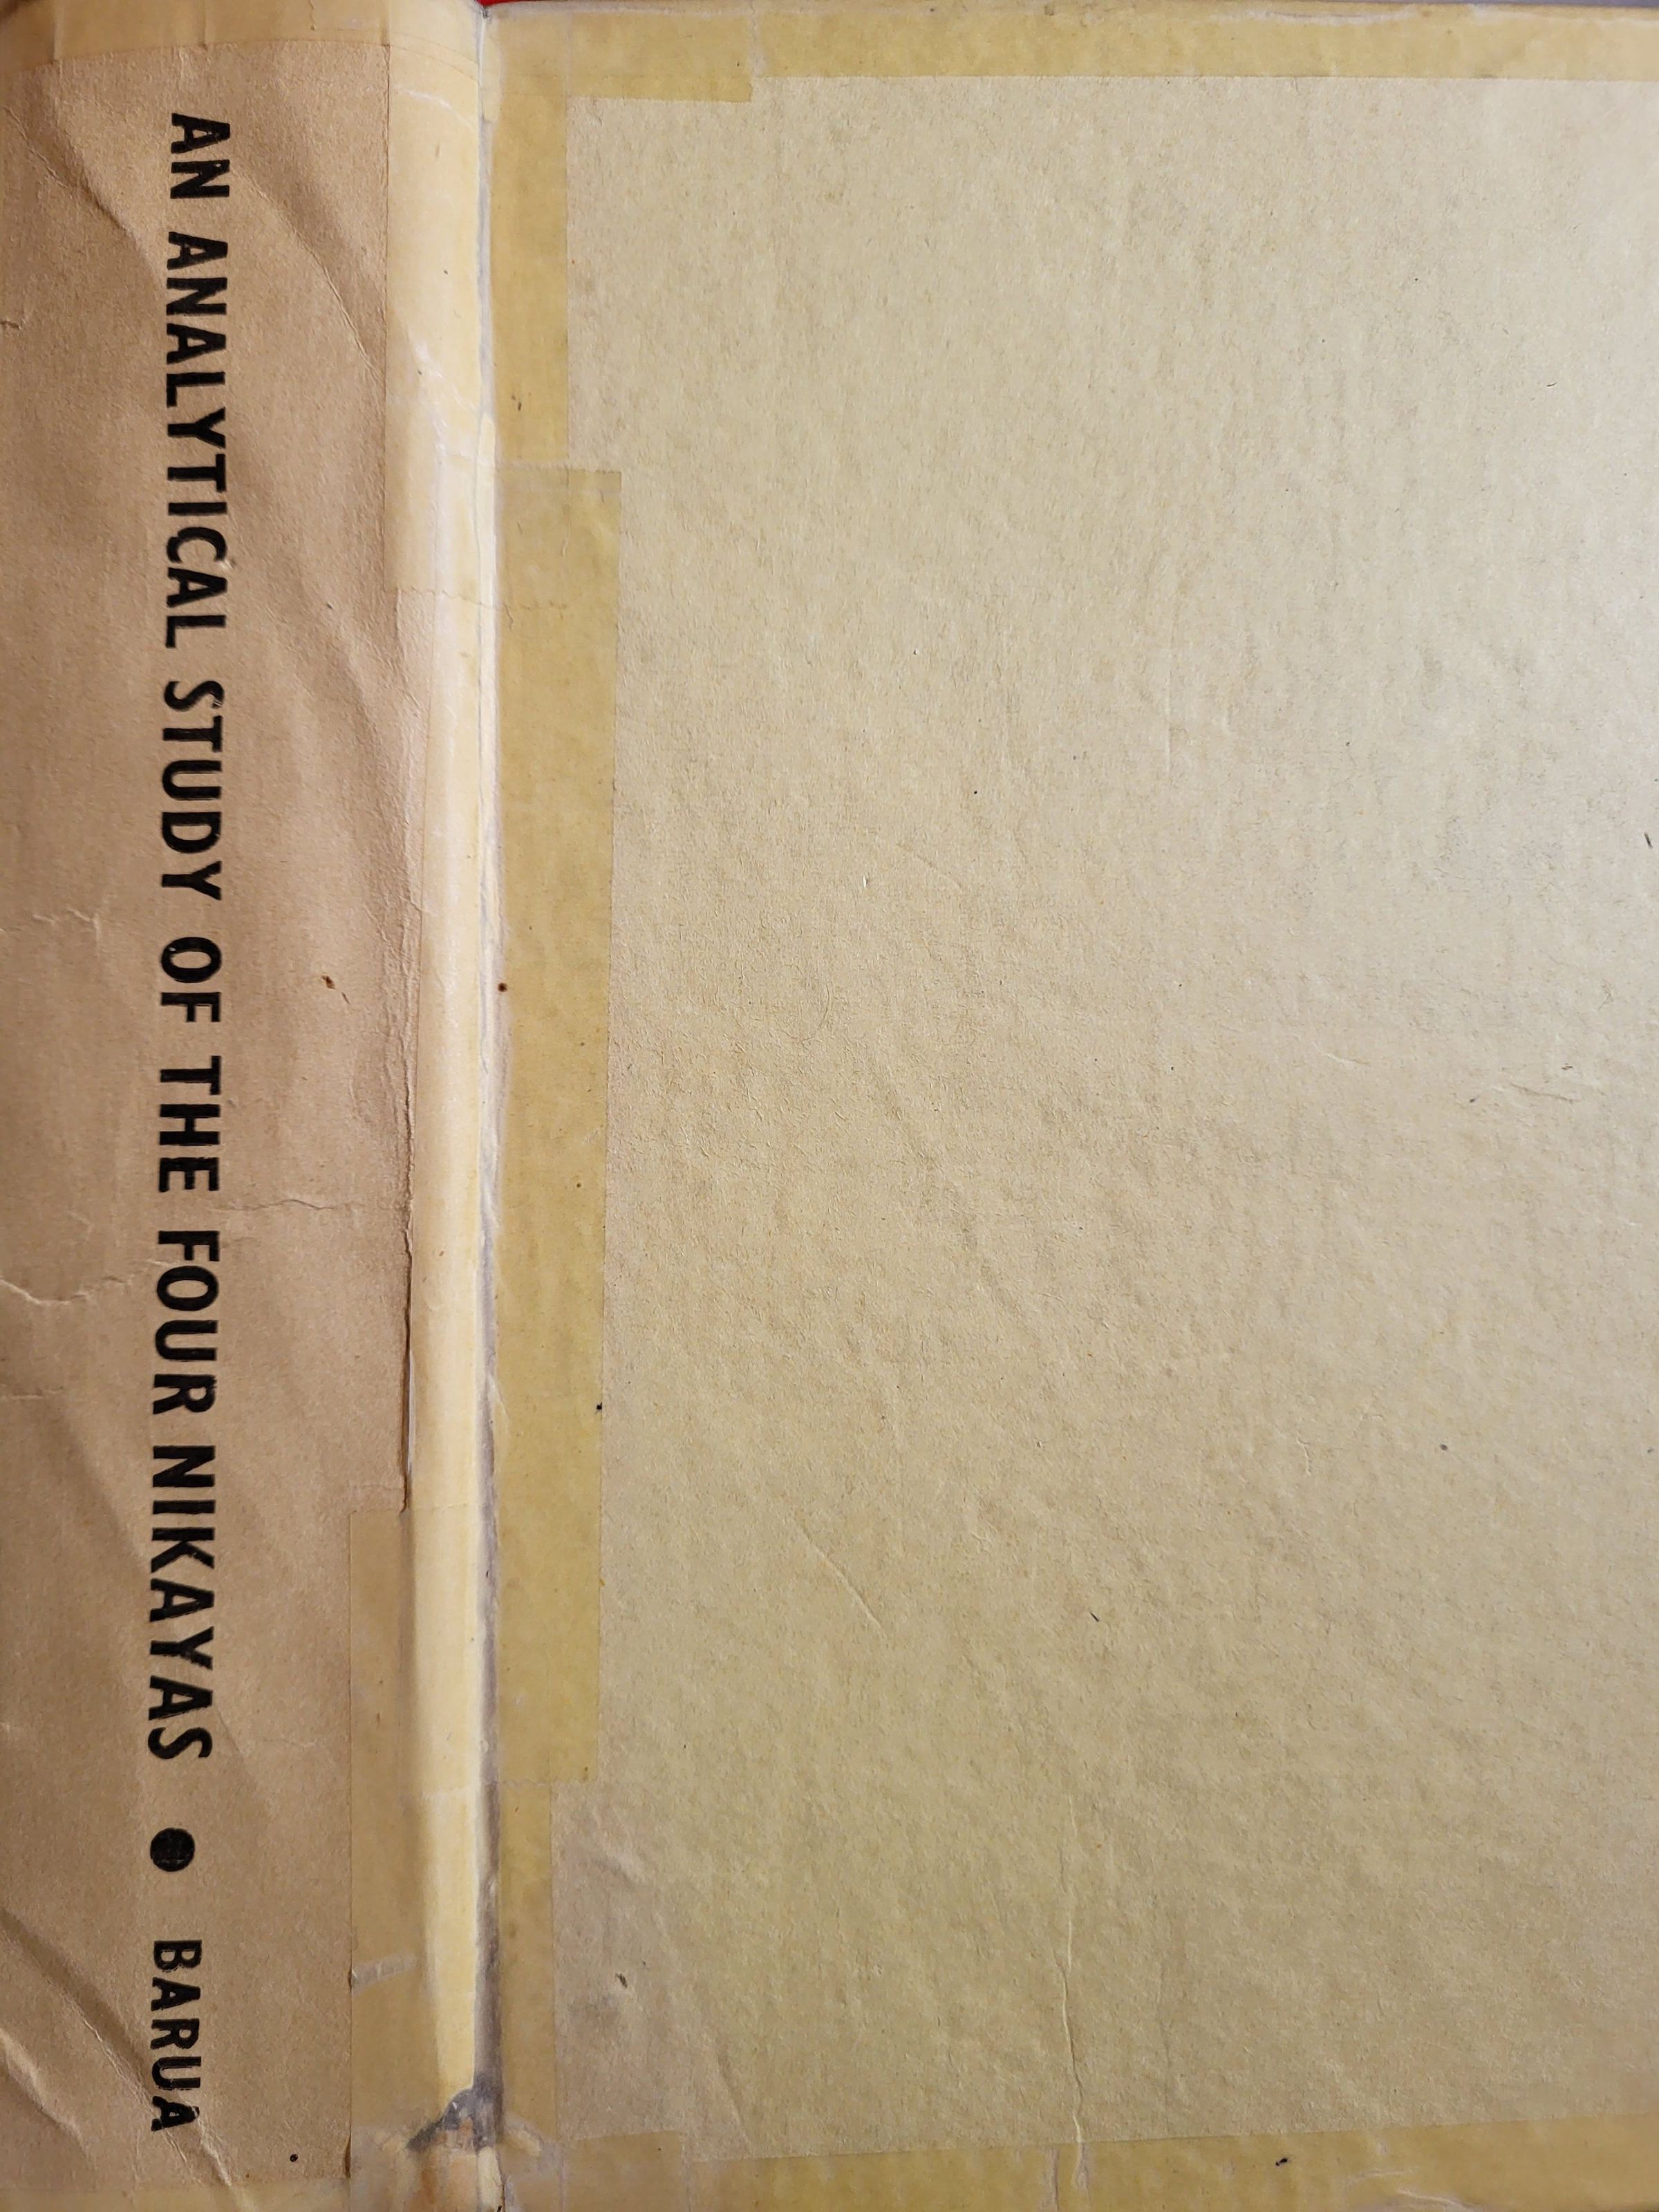 AN ANALYTICAL STUDY OF THE FOUR NIKAYAS ● BARUA